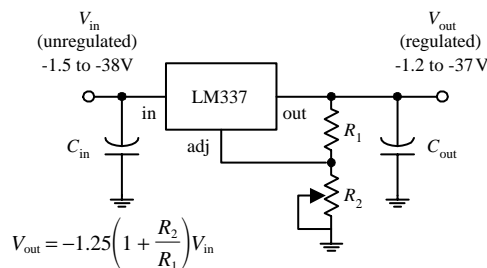 V_in
(unregulated)
-1.5 to -38V
V_out
(regulated)
-1.2 to -37V
in
LM337
out
adj
C_in
R_1
C_out
R_2
V_out = -1.25(1 + R_2/R_1)V_in